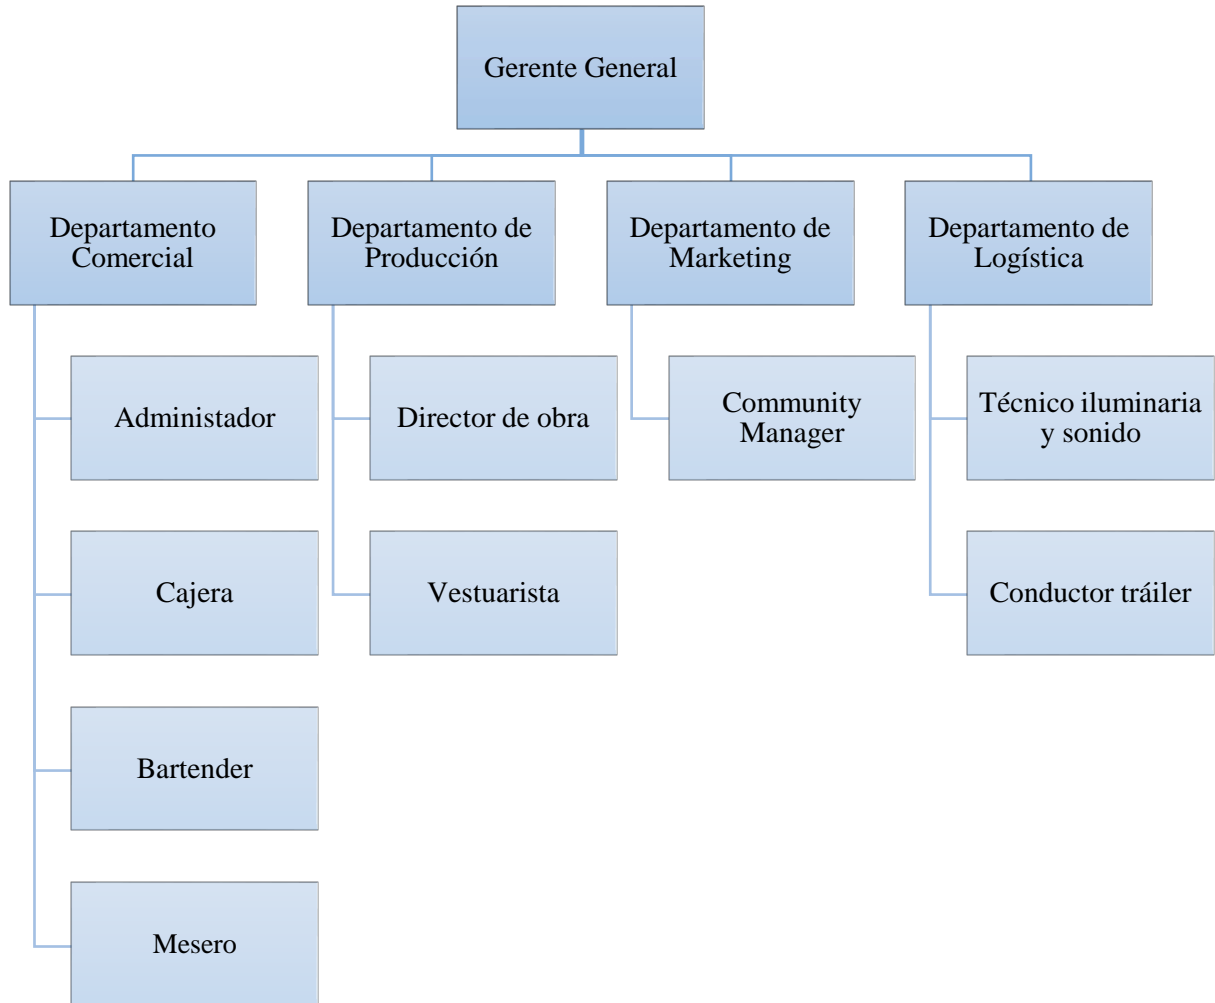 Gerente General
Departamento
Comercial
Departamento de
Producción
Departamento de
Marketing
Departamento de
Logística
Administador
Director de obra
Community
Manager
Técnico iluminaria
y sonido
Cajera
Vestuarista
Conductor tráiler
Bartender
Mesero